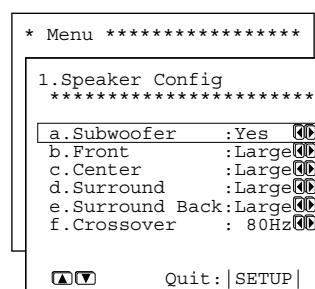 * Menu *****************
1.Speaker Config
***********************
a.Subwoofer :Yes
b.Front :Large
c.Center :Large
d.Surround :Large
e.Surround Back:Large
f.Crossover : 80Hz
Quit:|SETUP|